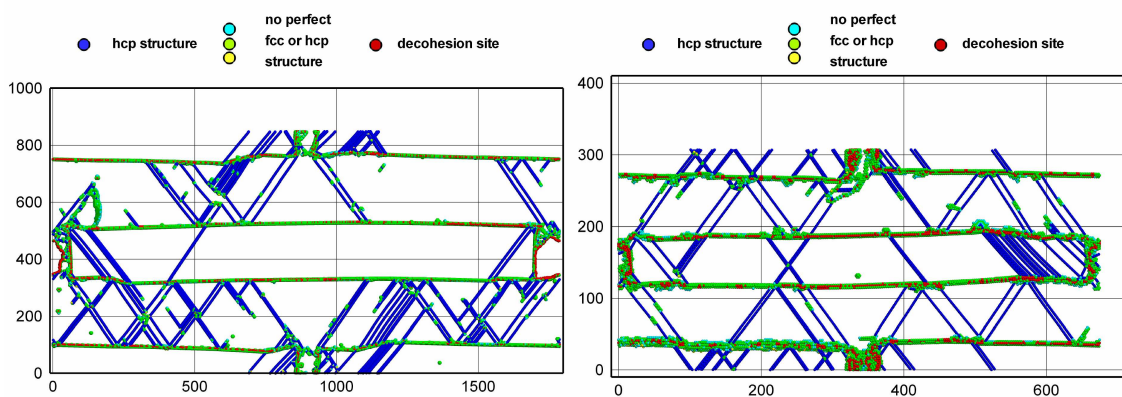 no perfect
hcp structure fcc or hcp decohesion site
structure
1000
800
600
400
200
0
0 500 1000 1500
no perfect
hcp structure fcc or hcp decohesion site
structure
400
300
200
100
0
0 200 400 600